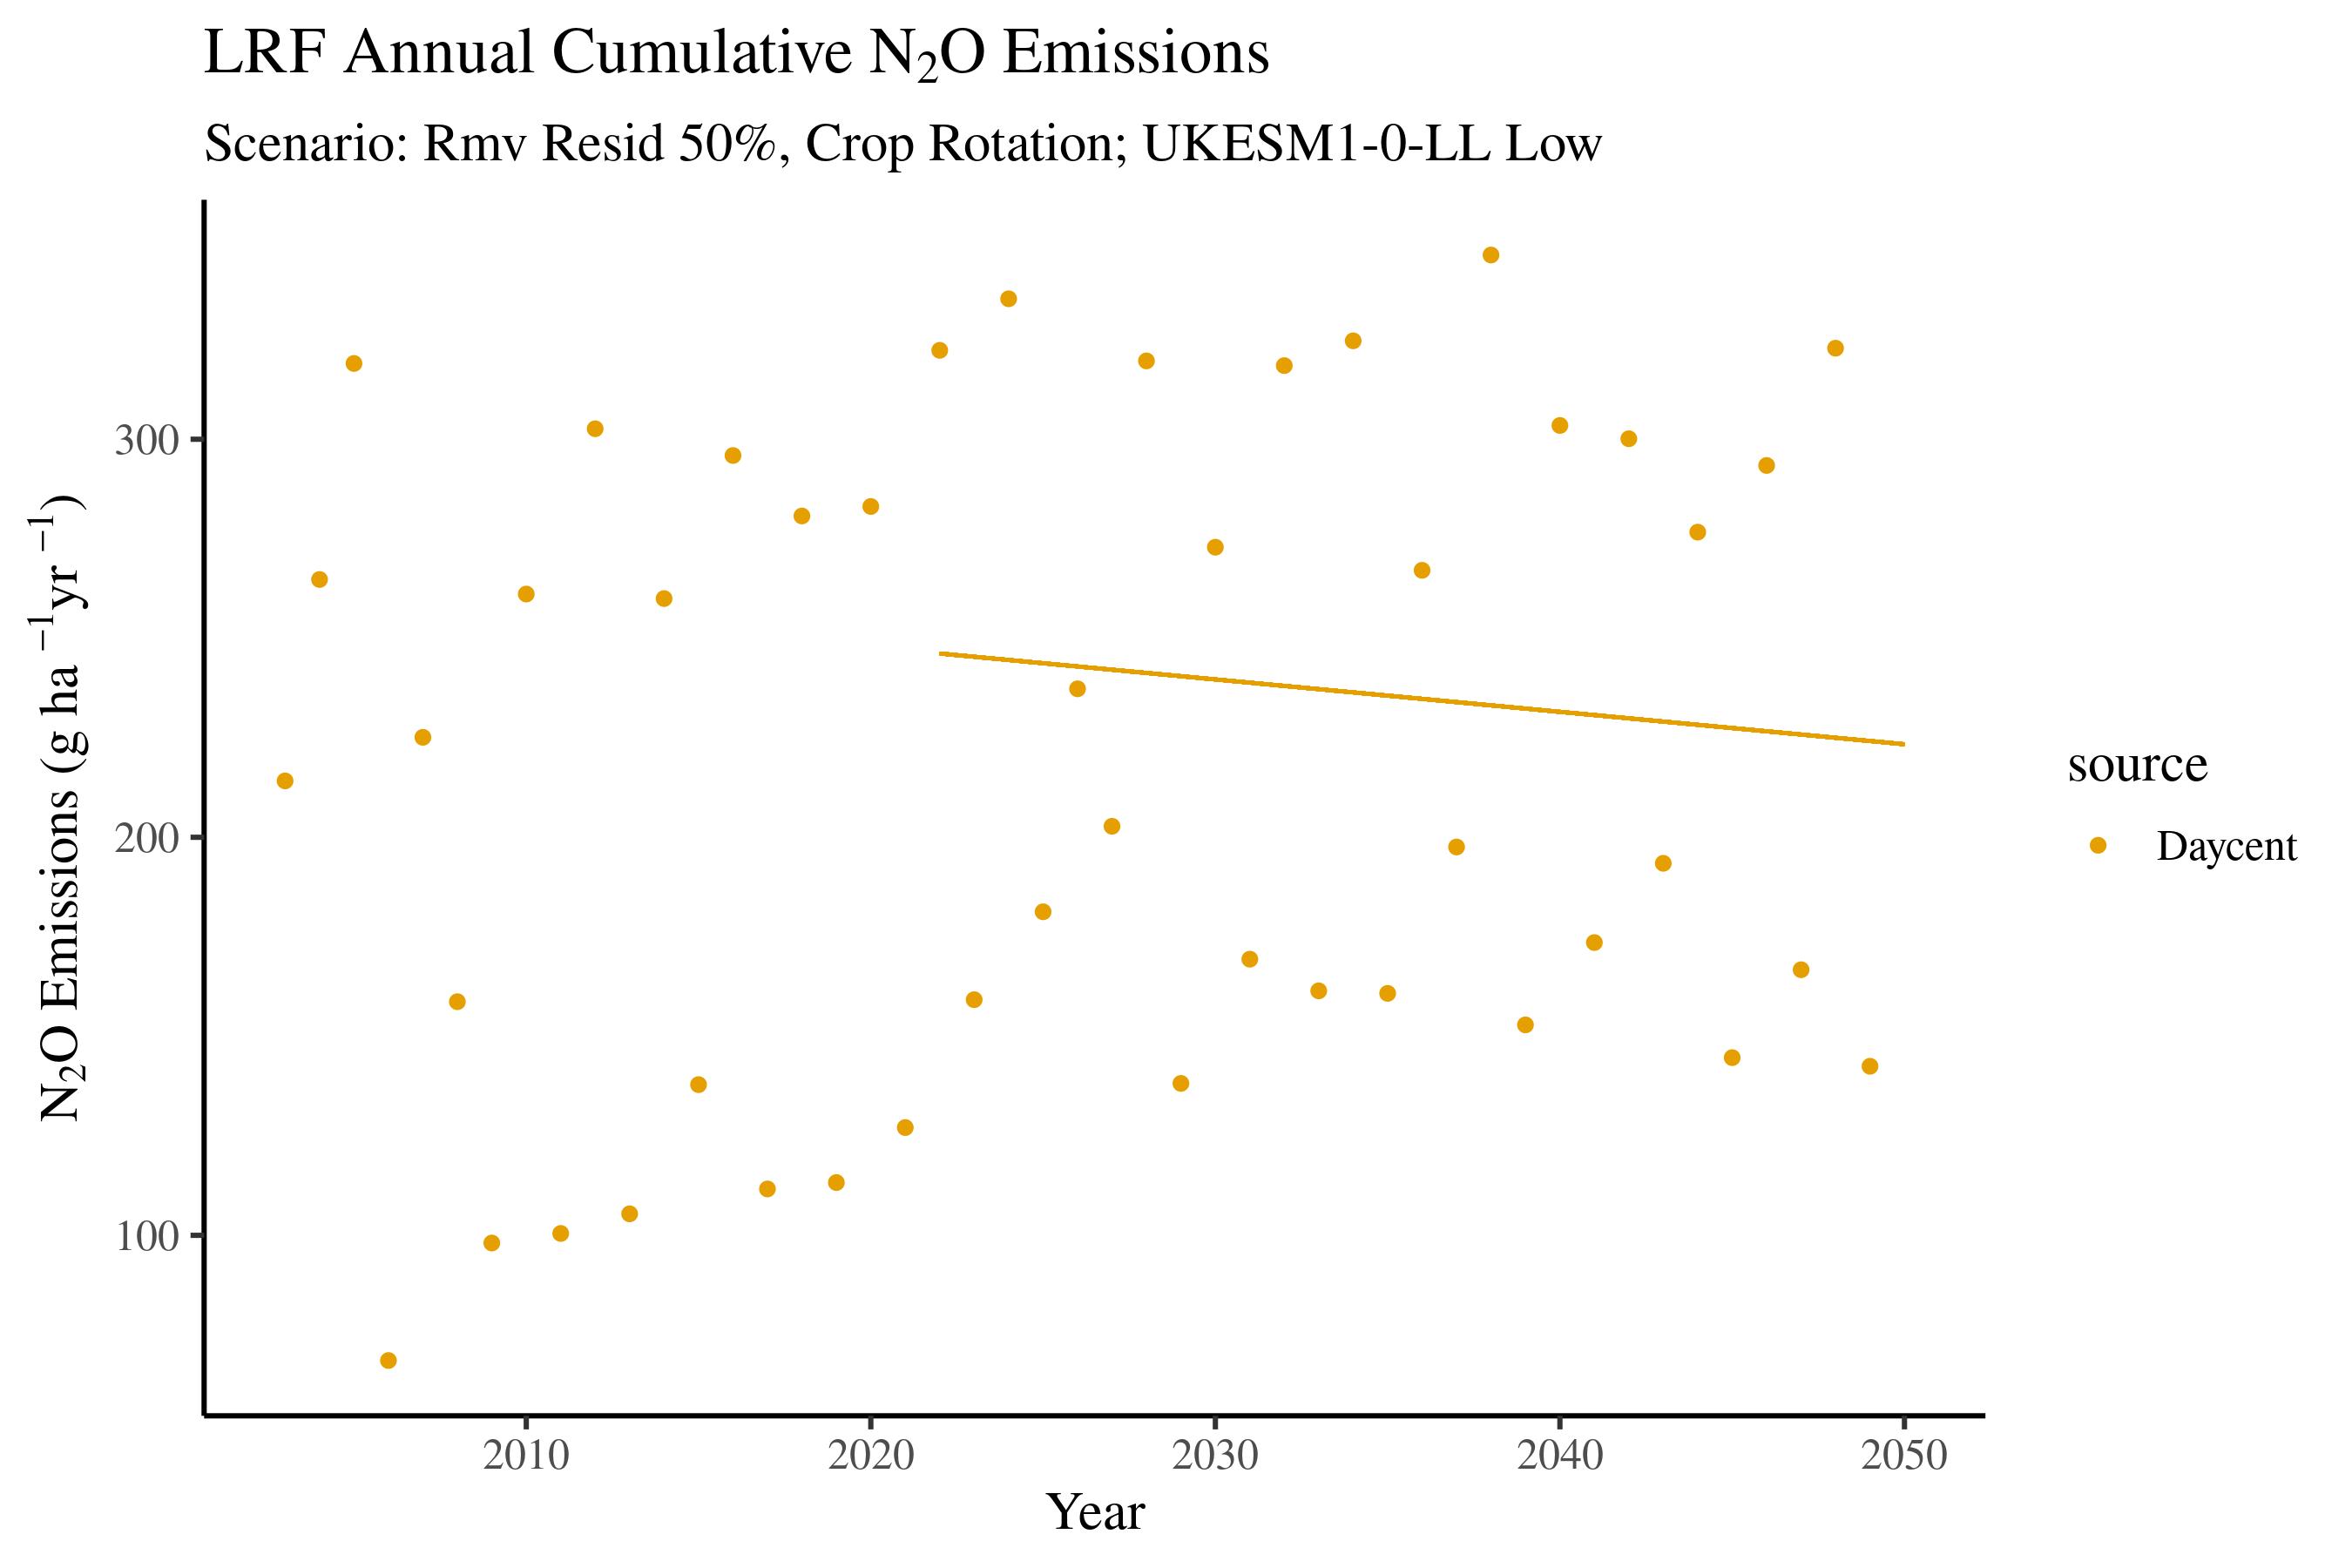 LRF Annual Cumulative N₂O Emissions
Scenario: Rmv Resid 50%, Crop Rotation; UKESM1-0-LL Low
N₂O Emissions (g ha⁻¹yr⁻¹)
300
200
100
2010
2020
2030
2040
2050
Year
source
Daycent